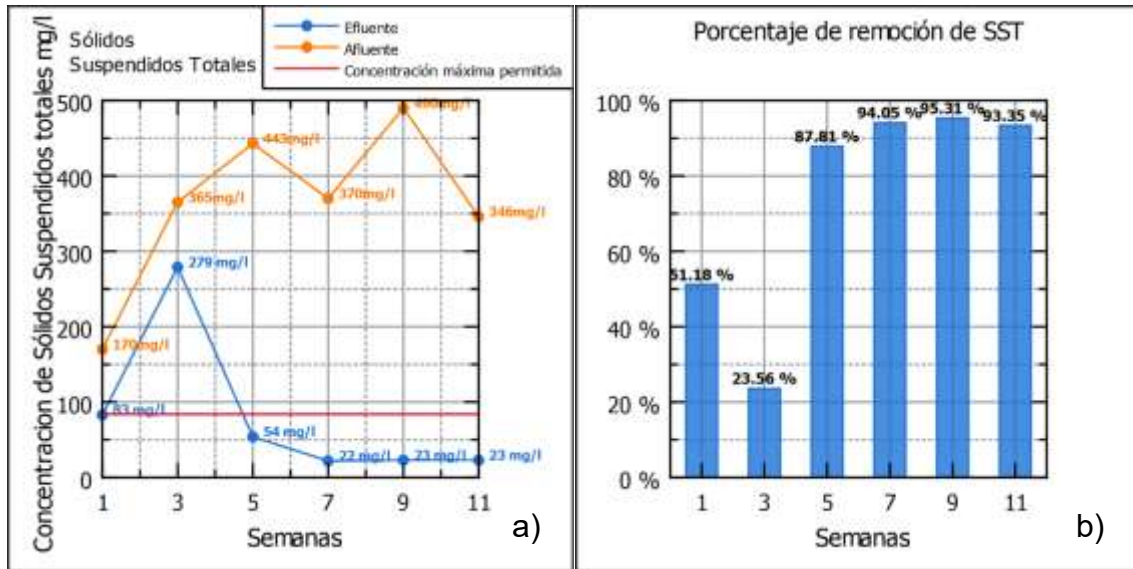 Sólidos
Suspendidos Totales
Efluente
Afluente
Concentración máxima permitida
Concentracion de Sólidos Suspendidos totales mg/l
500
400
300
200
100
0
170mg/l
365mg/l
443mg/l
370mg/l
490mg/l
346mg/l
83 mg/l
279 mg/l
54 mg/l
22 mg/l
23 mg/l
23 mg/l
1 3 5 7 9 11
Semanas
a)
Porcentaje de remoción de SST
100 %
80 %
60 %
40 %
20 %
0 %
51.18 %
23.56 %
87.81 %
94.05 %
95.31 %
93.35 %
1 3 5 7 9 11
Semanas
b)